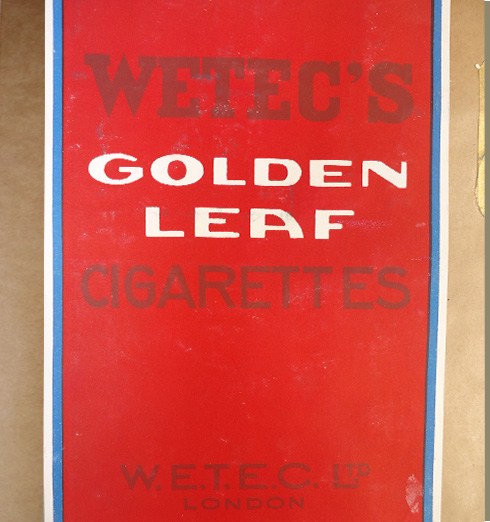 WETEC'S
GOLDEN
LEAF
CIGARETTES
W.E.T.E.C. LTD
LONDON